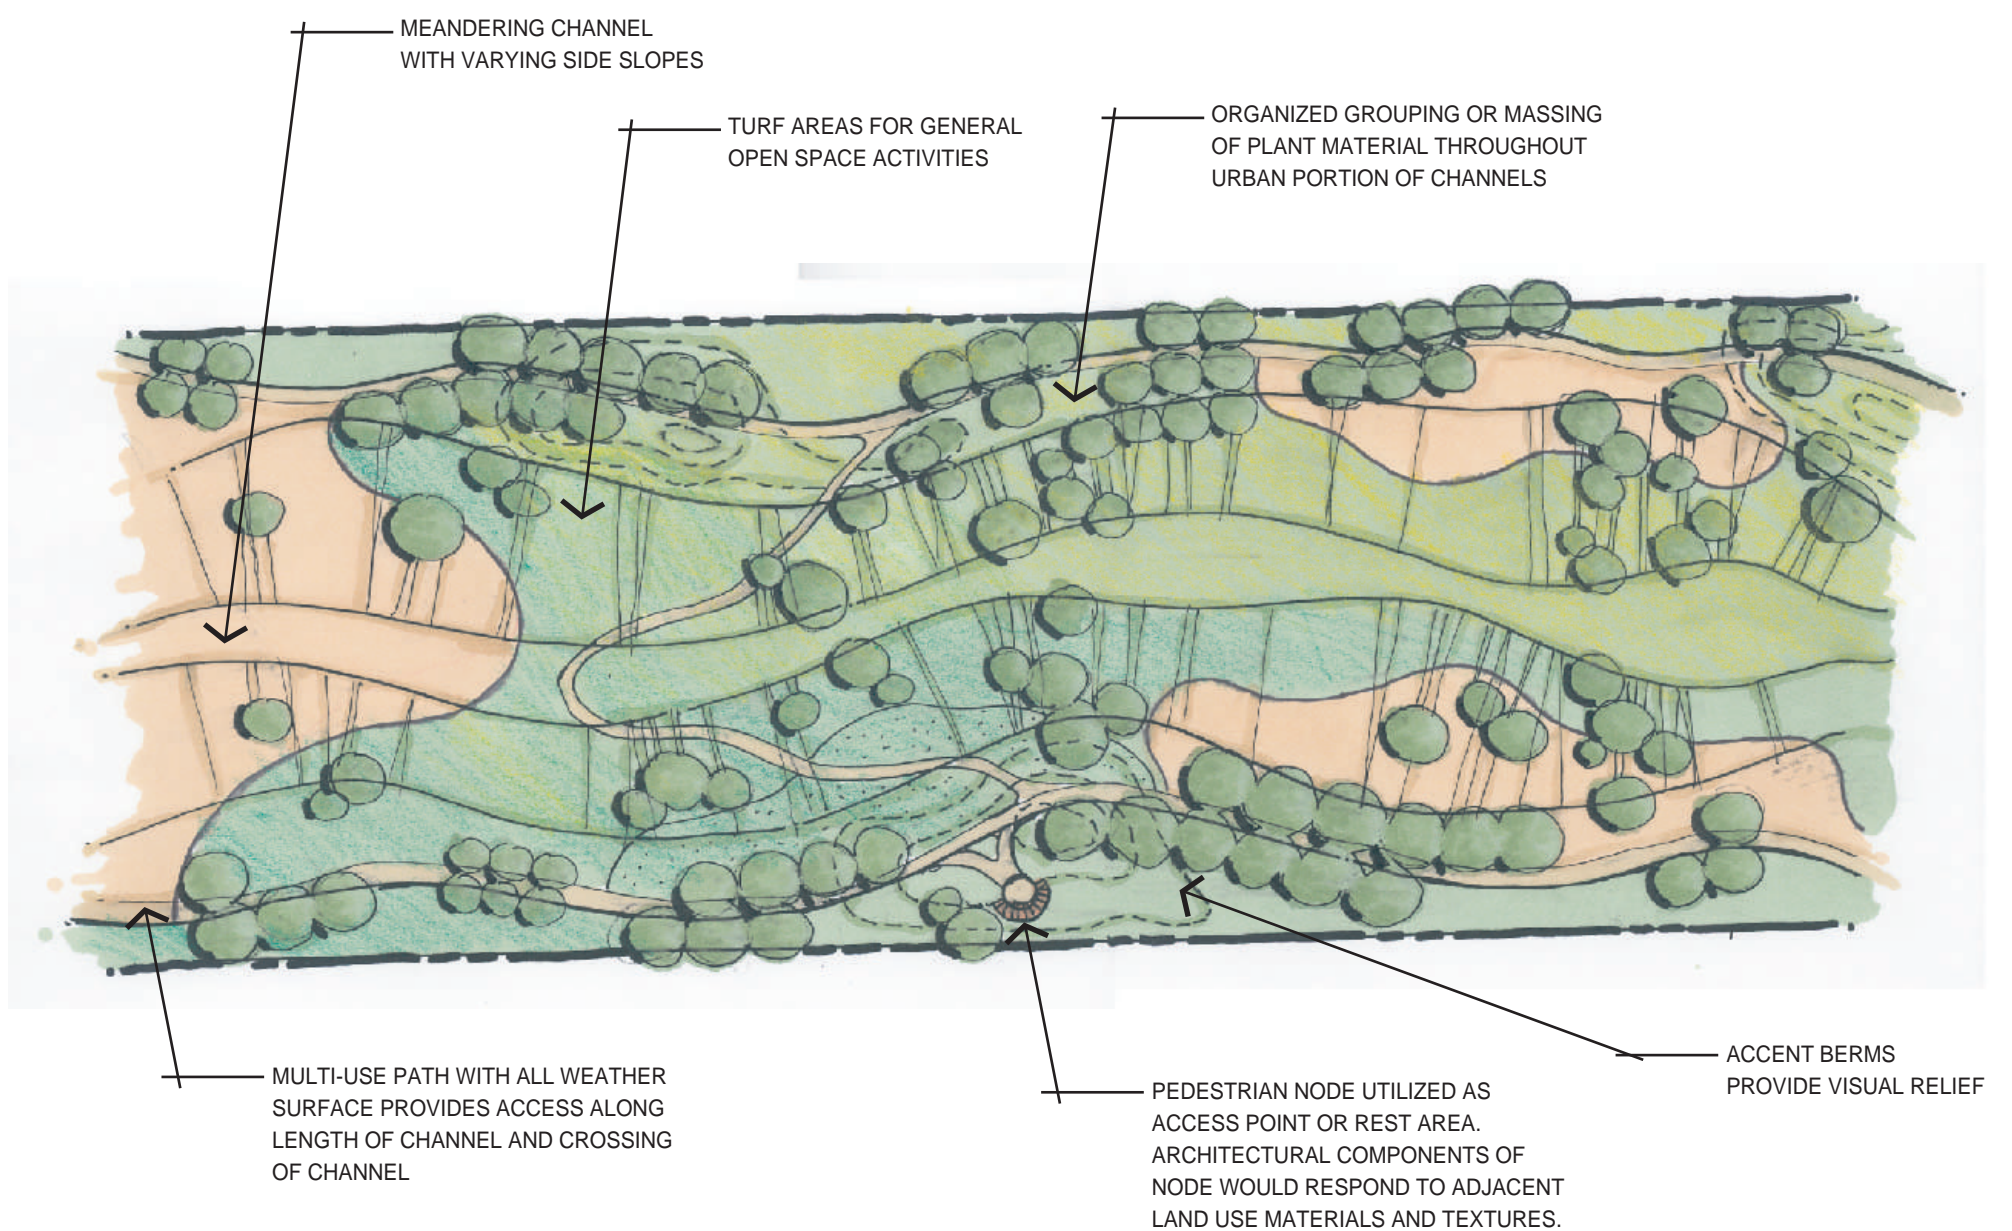 MEANDERING CHANNEL
WITH VARYING SIDE SLOPES
TURF AREAS FOR GENERAL
OPEN SPACE ACTIVITIES
ORGANIZED GROUPING OR MASSING
OF PLANT MATERIAL THROUGHOUT
URBAN PORTION OF CHANNELS
MULTI-USE PATH WITH ALL WEATHER
SURFACE PROVIDES ACCESS ALONG
LENGTH OF CHANNEL AND CROSSING
OF CHANNEL
PEDESTRIAN NODE UTILIZED AS
ACCESS POINT OR REST AREA.
ARCHITECTURAL COMPONENTS OF
NODE WOULD RESPOND TO ADJACENT
LAND USE MATERIALS AND TEXTURES.
ACCENT BERMS
PROVIDE VISUAL RELIEF